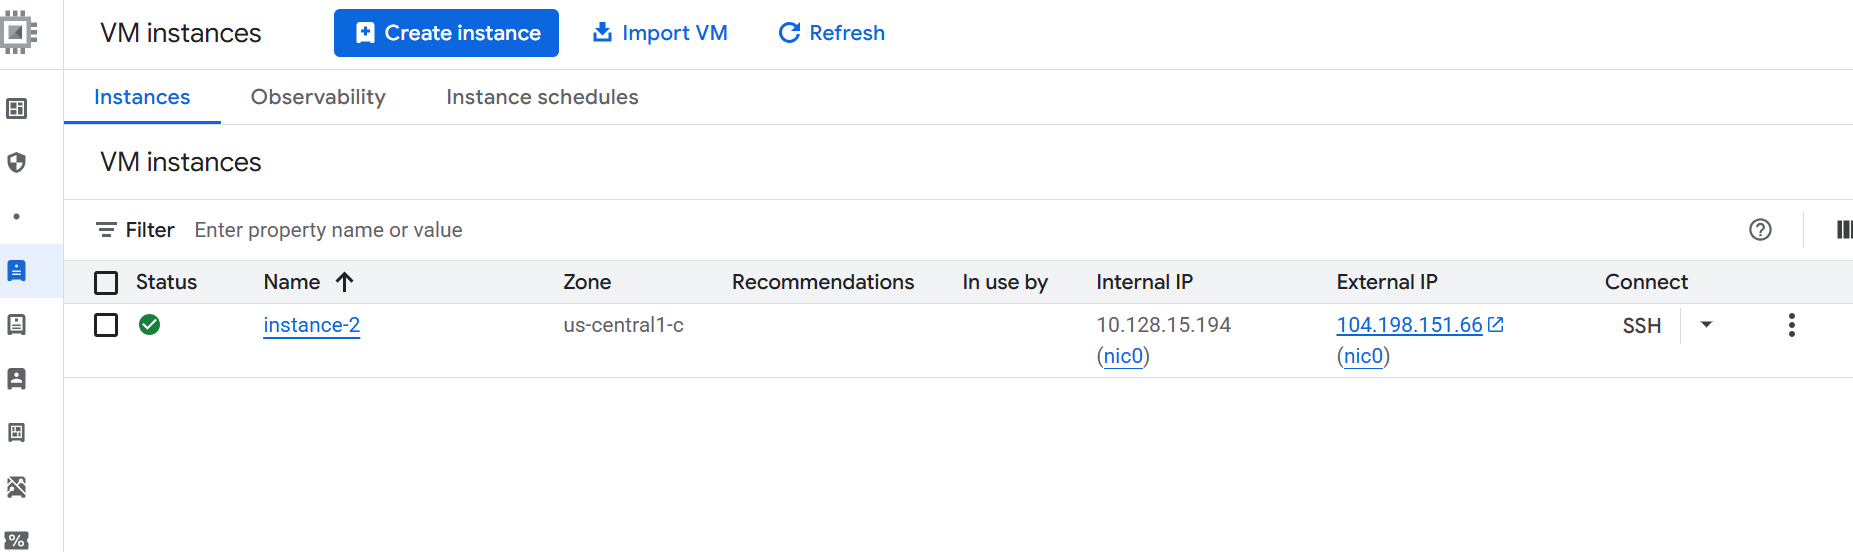 VM instances Create instance Import VM Refresh
Instances Observability Instance schedules
VM instances
Filter Enter property name or value
Status Name Zone Recommendations In use by Internal IP External IP Connect
instance-2 us-central1-c 10.128.15.194 104.198.151.66 SSH
(nic0) (nic0)
%